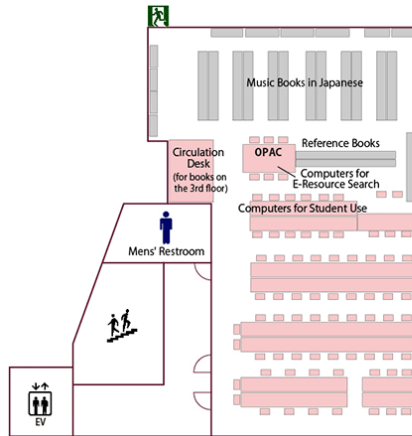 Music Books in Japanese
Circulation
Desk
(for books on
the 3rd floor)
OPAC
Reference Books
Computers for
E-Resource Search
Computers for Student Use
Mens' Restroom
EV